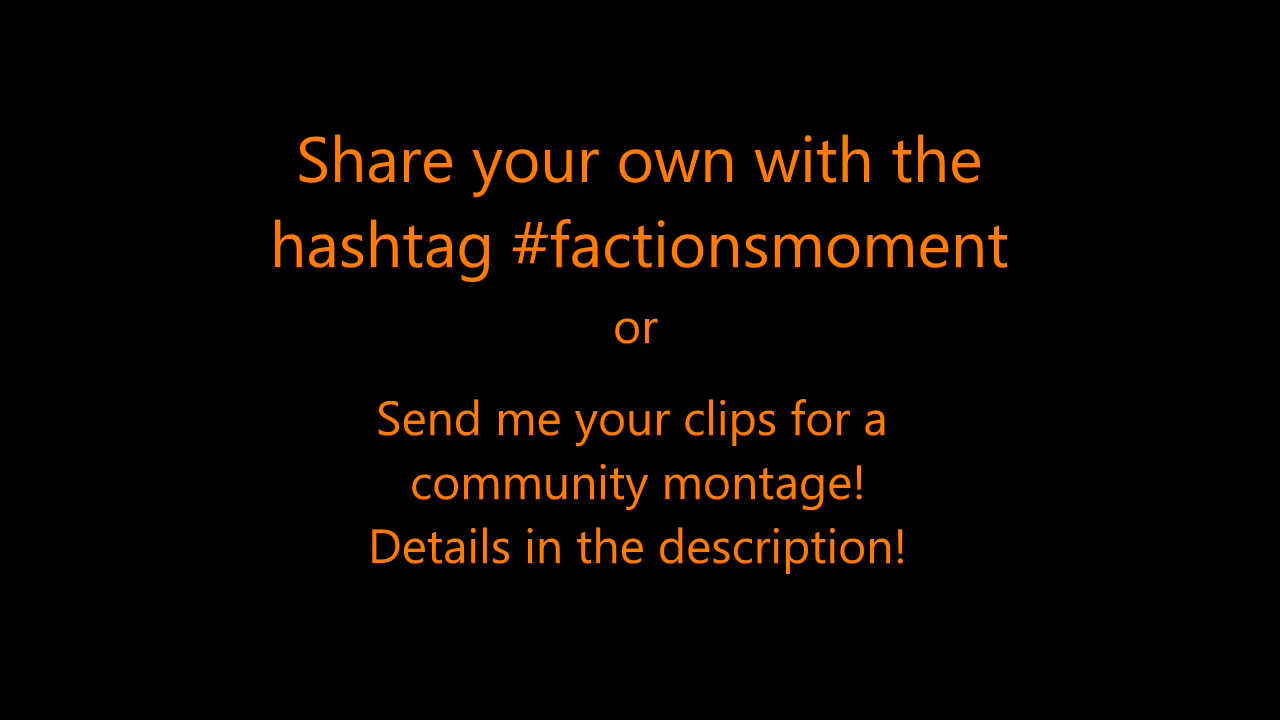 Share your own with the
hashtag #factionsmoment
or
Send me your clips for a
community montage!
Details in the description!